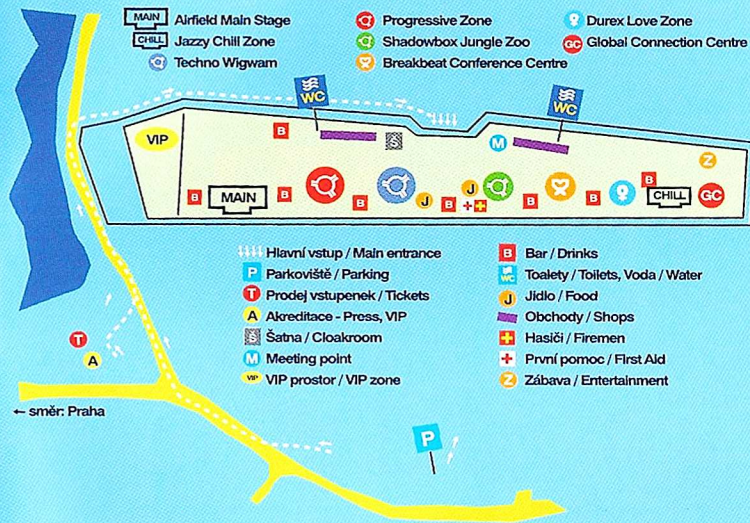 MAIN Airfield Main Stage
CHILL Jazzy Chill Zone
Techno Wigwam
Progressive Zone
Shadowbox Jungle Zoo
Breakbeat Conference Centre
Durex Love Zone
GC Global Connection Centre
WC
WC
VIP
B
M
Z
B
MAIN
B
B
J
J
B
B
B
B
CHILL
GC
Hlavní vstup / Main entrance
P Parkoviště / Parking
T Prodej vstupenek / Tickets
A Akreditace - Press, VIP
Šatna / Cloakroom
M Meeting point
VIP VIP prostor / VIP zone
B Bar / Drinks
WC Toalety / Toilets, Voda / Water
J Jídlo / Food
Obchody / Shops
Hasiči / Firemen
První pomoc / First Aid
Z Zábava / Entertainment
T
A
← směr: Praha
P